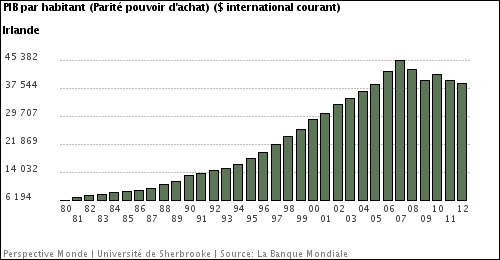 PIB par habitant (Parité pouvoir d'achat) ($ international courant)
Irlande
45 382
37 544
29 707
21 869
14 032
6 194
80 82 84 86 88 90 92 94 96 98 00 02 04 06 08 10 12
81 83 85 87 89 91 93 95 97 99 01 03 05 07 09 11
Perspective Monde | Université de Sherbrooke | Source: La Banque Mondiale